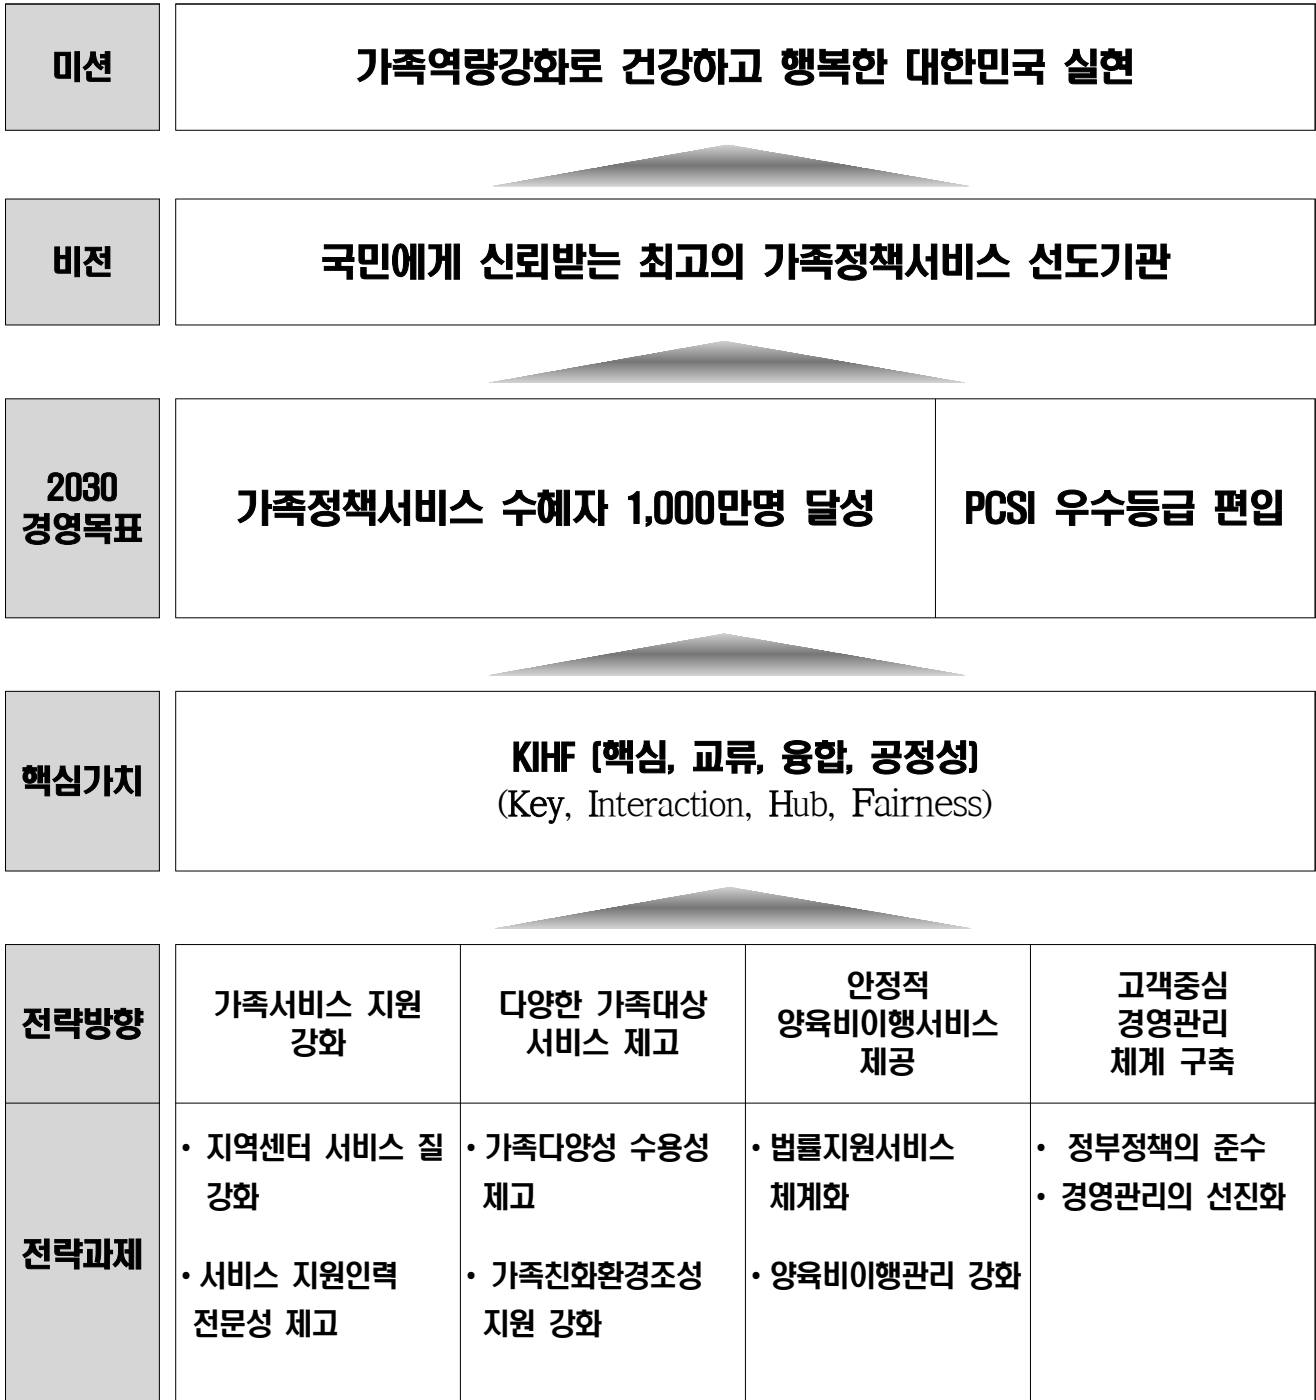 미션
가족역량강화로 건강하고 행복한 대한민국 실현
비전
국민에게 신뢰받는 최고의 가족정책서비스 선도기관
2030
경영목표
가족정책서비스 수혜자 1,000만명 달성
PCSI 우수등급 편입
핵심가치
KIHF (핵심, 교류, 융합, 공정성)
(Key, Interaction, Hub, Fairness)
전략방향
가족서비스 지원
강화
다양한 가족대상
서비스 제고
안정적
양육비이행서비스
제공
고객중심
경영관리
체계 구축
전략과제
• 지역센터 서비스 질
강화
• 서비스 지원인력
전문성 제고
• 가족다양성 수용성
제고
• 가족친화환경조성
지원 강화
• 법률지원서비스
체계화
• 양육비이행관리 강화
• 정부정책의 준수
• 경영관리의 선진화